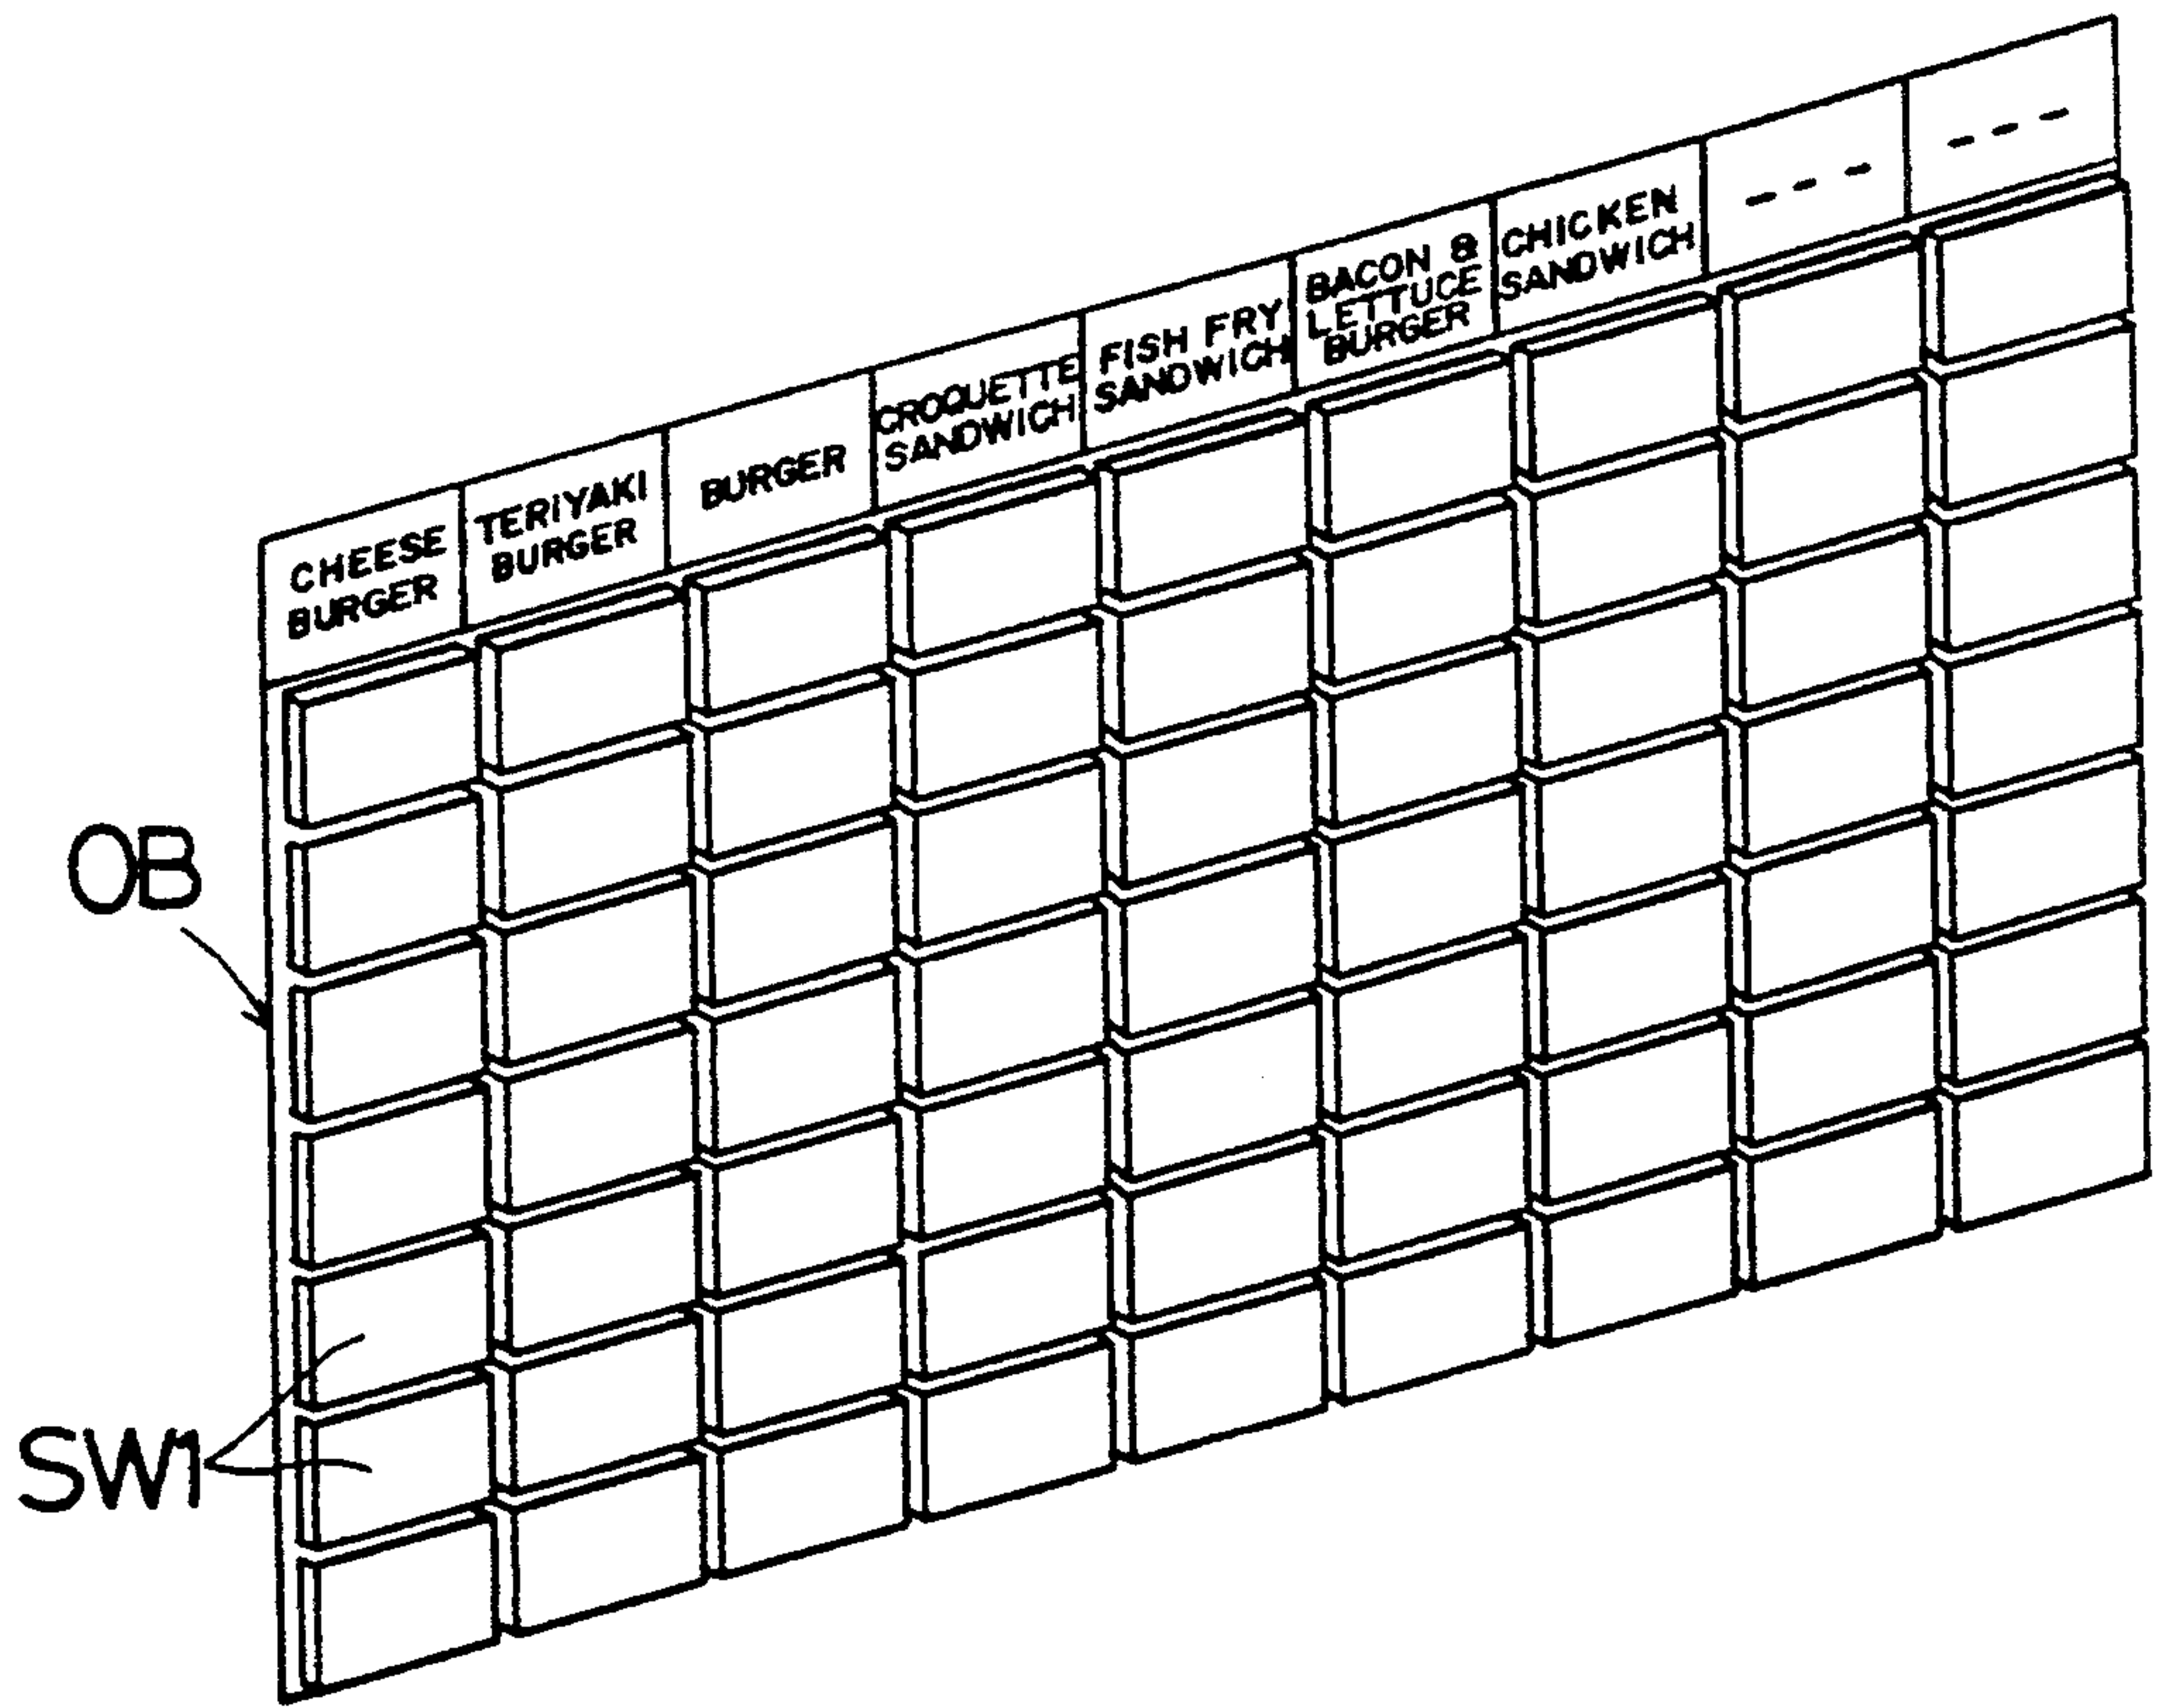 CHEESE
BURGER
TERIYAKI
BURGER
BURGER
CROQUETTE
SANDWICH
FISH FRY
SANDWICH
BACON &
LETTUCE
BURGER
CHICKEN
SANDWICH
- - -
- - -
OB
SW1